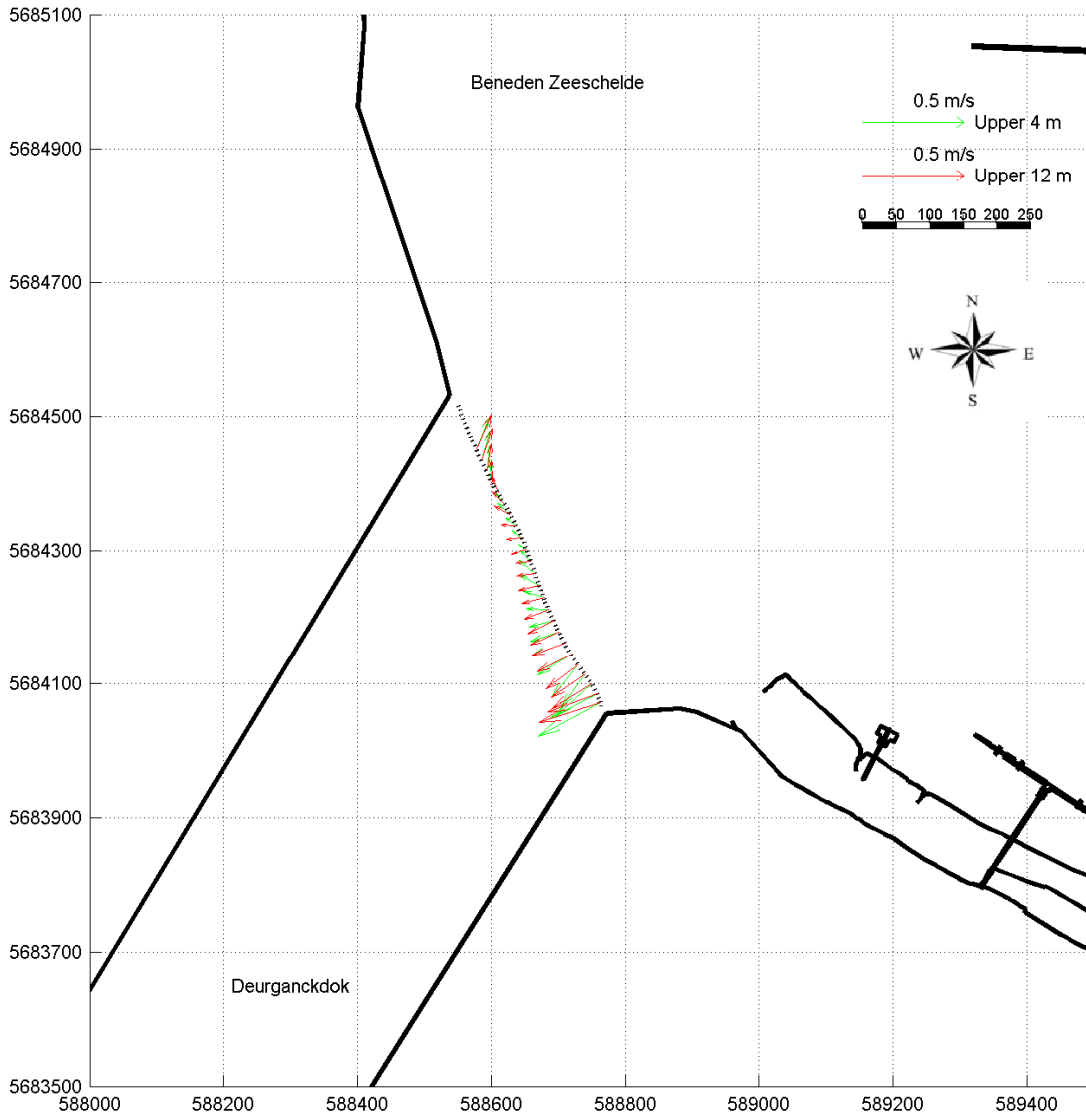 5685100
Beneden Zeeschelde
0.5 m/s
Upper 4 m
5684900
0.5 m/s
Upper 12 m
0 50 100 150 200 250
5684700
N
W E
S
5684500
5684300
5684100
5683900
5683700
Deurganckdok
5683500
588000 588200 588400 588600 588800 589000 589200 589400